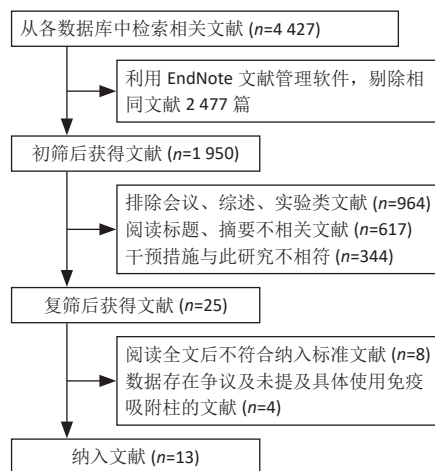 从各数据库中检索相关文献 (n=4 427)
利用 EndNote 文献管理软件，剔除相
同文献 2 477 篇
初筛后获得文献 (n=1 950)
排除会议、综述、实验类文献 (n=964)
阅读标题、摘要不相关文献 (n=617)
干预措施与此研究不相符 (n=344)
复筛后获得文献 (n=25)
阅读全文后不符合纳入标准文献 (n=8)
数据存在争议及未提及具体使用免疫
吸附柱的文献 (n=4)
纳入文献 (n=13)